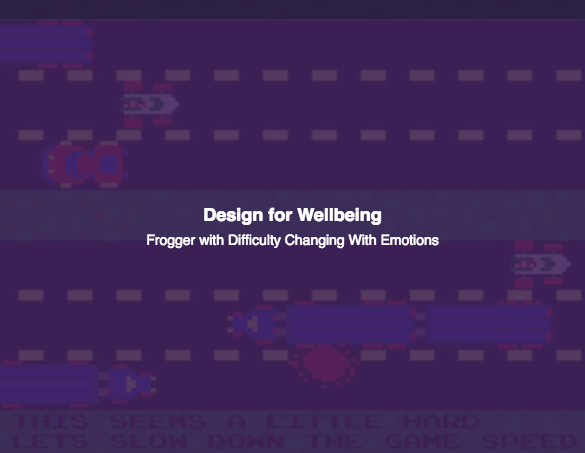 Design for Wellbeing
Frogger with Difficulty Changing With Emotions
THIS SEEMS A LITTLE HARD
LETS SLOW DOWN THE GAME SPEED